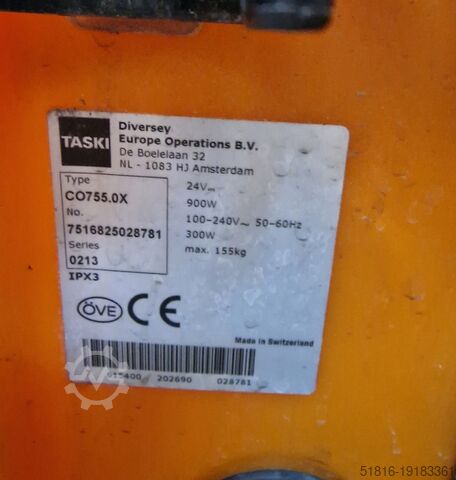 TASKI
Diversey
Europe Operations B.V.
De Boelelaan 32
NL - 1083 HJ Amsterdam
Type
CO755.0X
No.
7516825028781
Series
0213
IPX3
24V
900W
100-240V~ 50-60Hz
300W
max. 155kg
ÖVE CE
Made in Switzerland
615400 202690 028781
51816-19183361